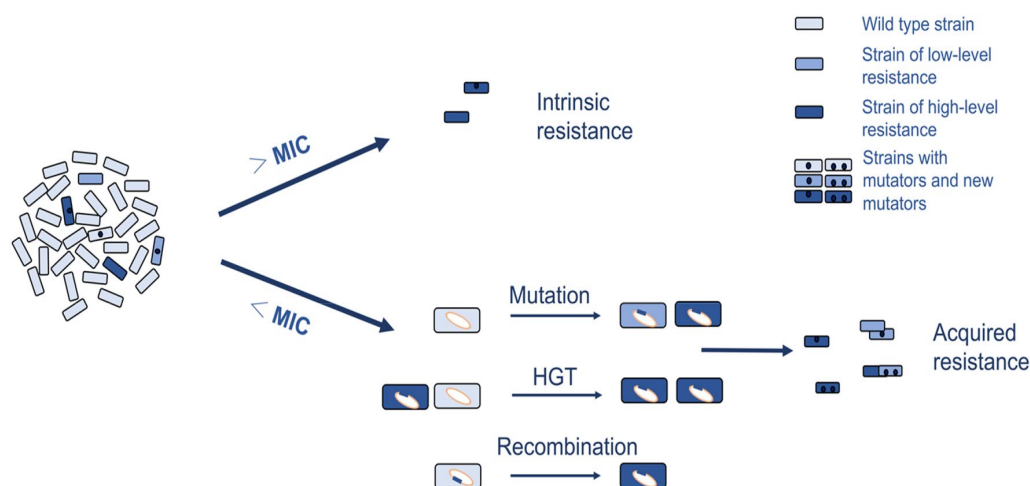 Wild type strain
Strain of low-level
resistance
Strain of high-level
resistance
Strains with
mutators and new
mutators
> MIC
Intrinsic
resistance
< MIC
Mutation
HGT
Recombination
Acquired
resistance